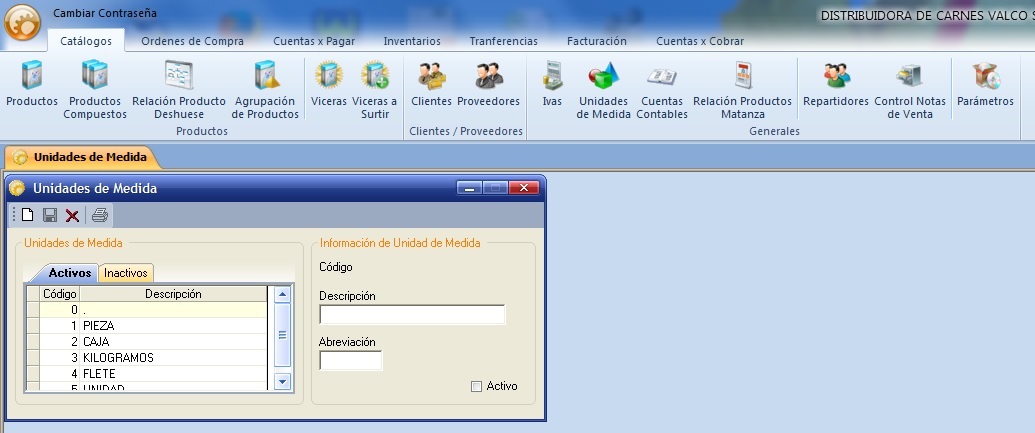 Cambiar Contraseña
DISTRIBUIDORA DE CARNES VALCO S
Catálogos Ordenes de Compra Cuentas x Pagar Inventarios Tranferencias Facturación Cuentas x Cobrar
Productos
Productos Compuestos
Relación Producto Deshuese
Agrupación de Productos
Viceras
Viceras a Surtir
Clientes
Proveedores
Ivas
Unidades de Medida
Cuentas Contables
Relación Productos Matanza
Repartidores
Control Notas de Venta
Parámetros
Productos
Clientes / Proveedores
Generales
Unidades de Medida
Unidades de Medida
Unidades de Medida
Activos Inactivos
Código Descripción
0 .
1 PIEZA
2 CAJA
3 KILOGRAMOS
4 FLETE
5 UNIDAD
Información de Unidad de Medida
Código
Descripción
Abreviación
Activo